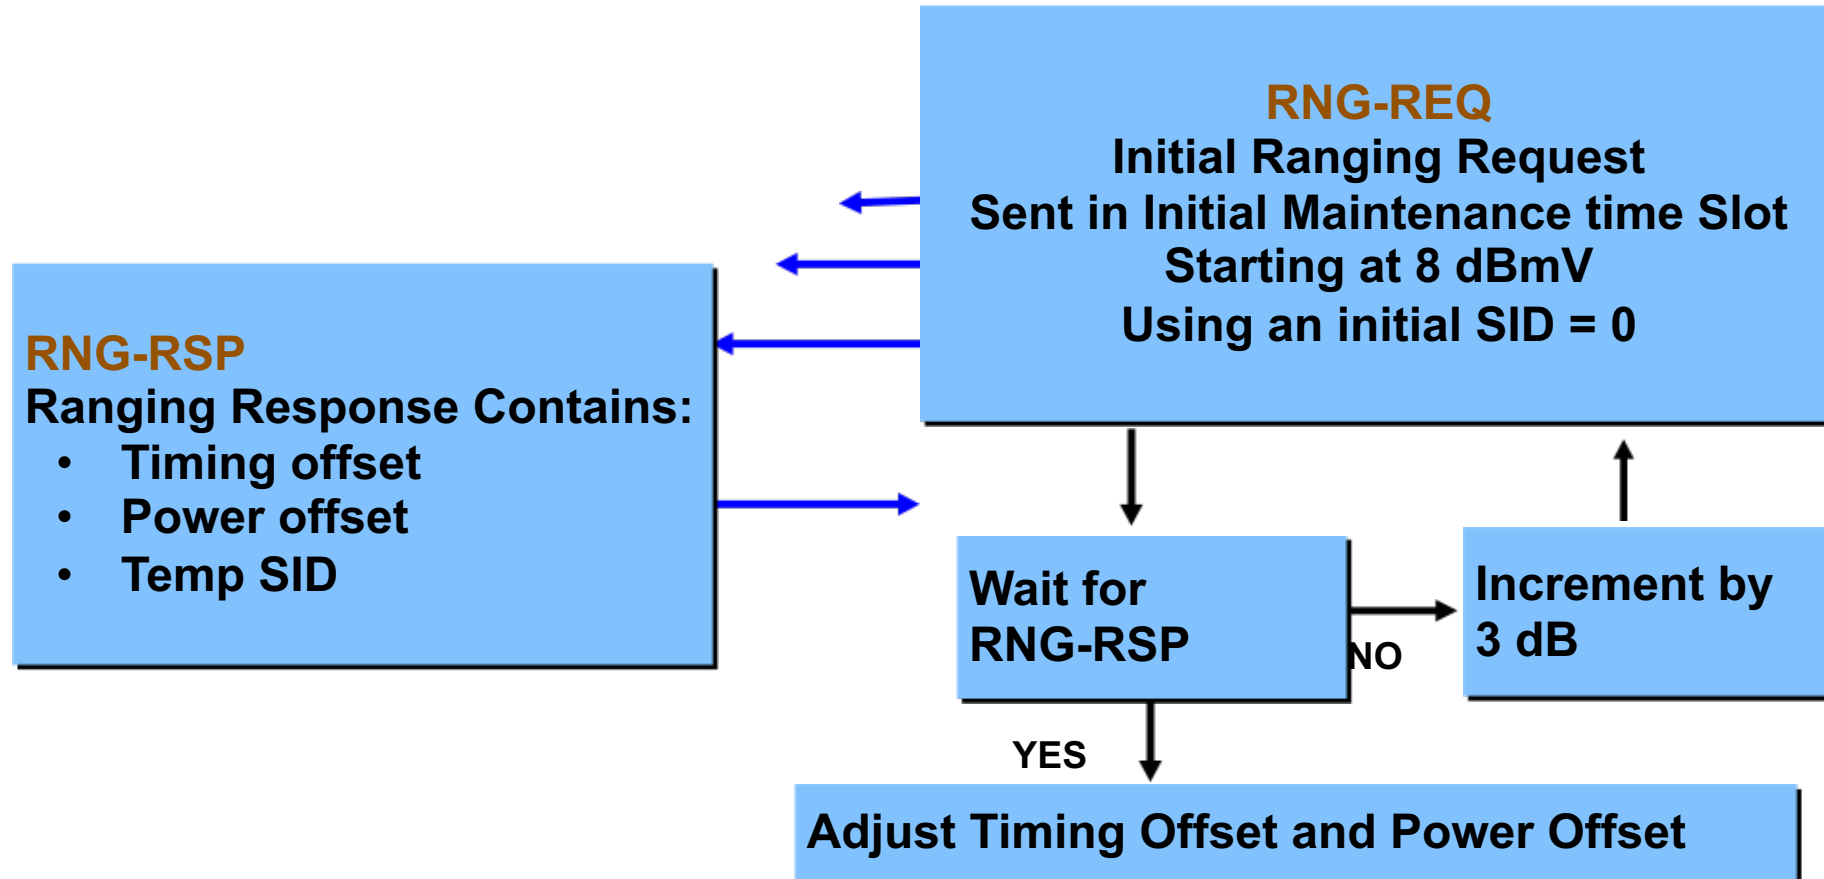 RNG-REQ
Initial Ranging Request
Sent in Initial Maintenance time Slot
Starting at 8 dBmV
Using an initial SID = 0
RNG-RSP
Ranging Response Contains:
• Timing offset
• Power offset
• Temp SID
Wait for
RNG-RSP
NO
Increment by
3 dB
YES
Adjust Timing Offset and Power Offset